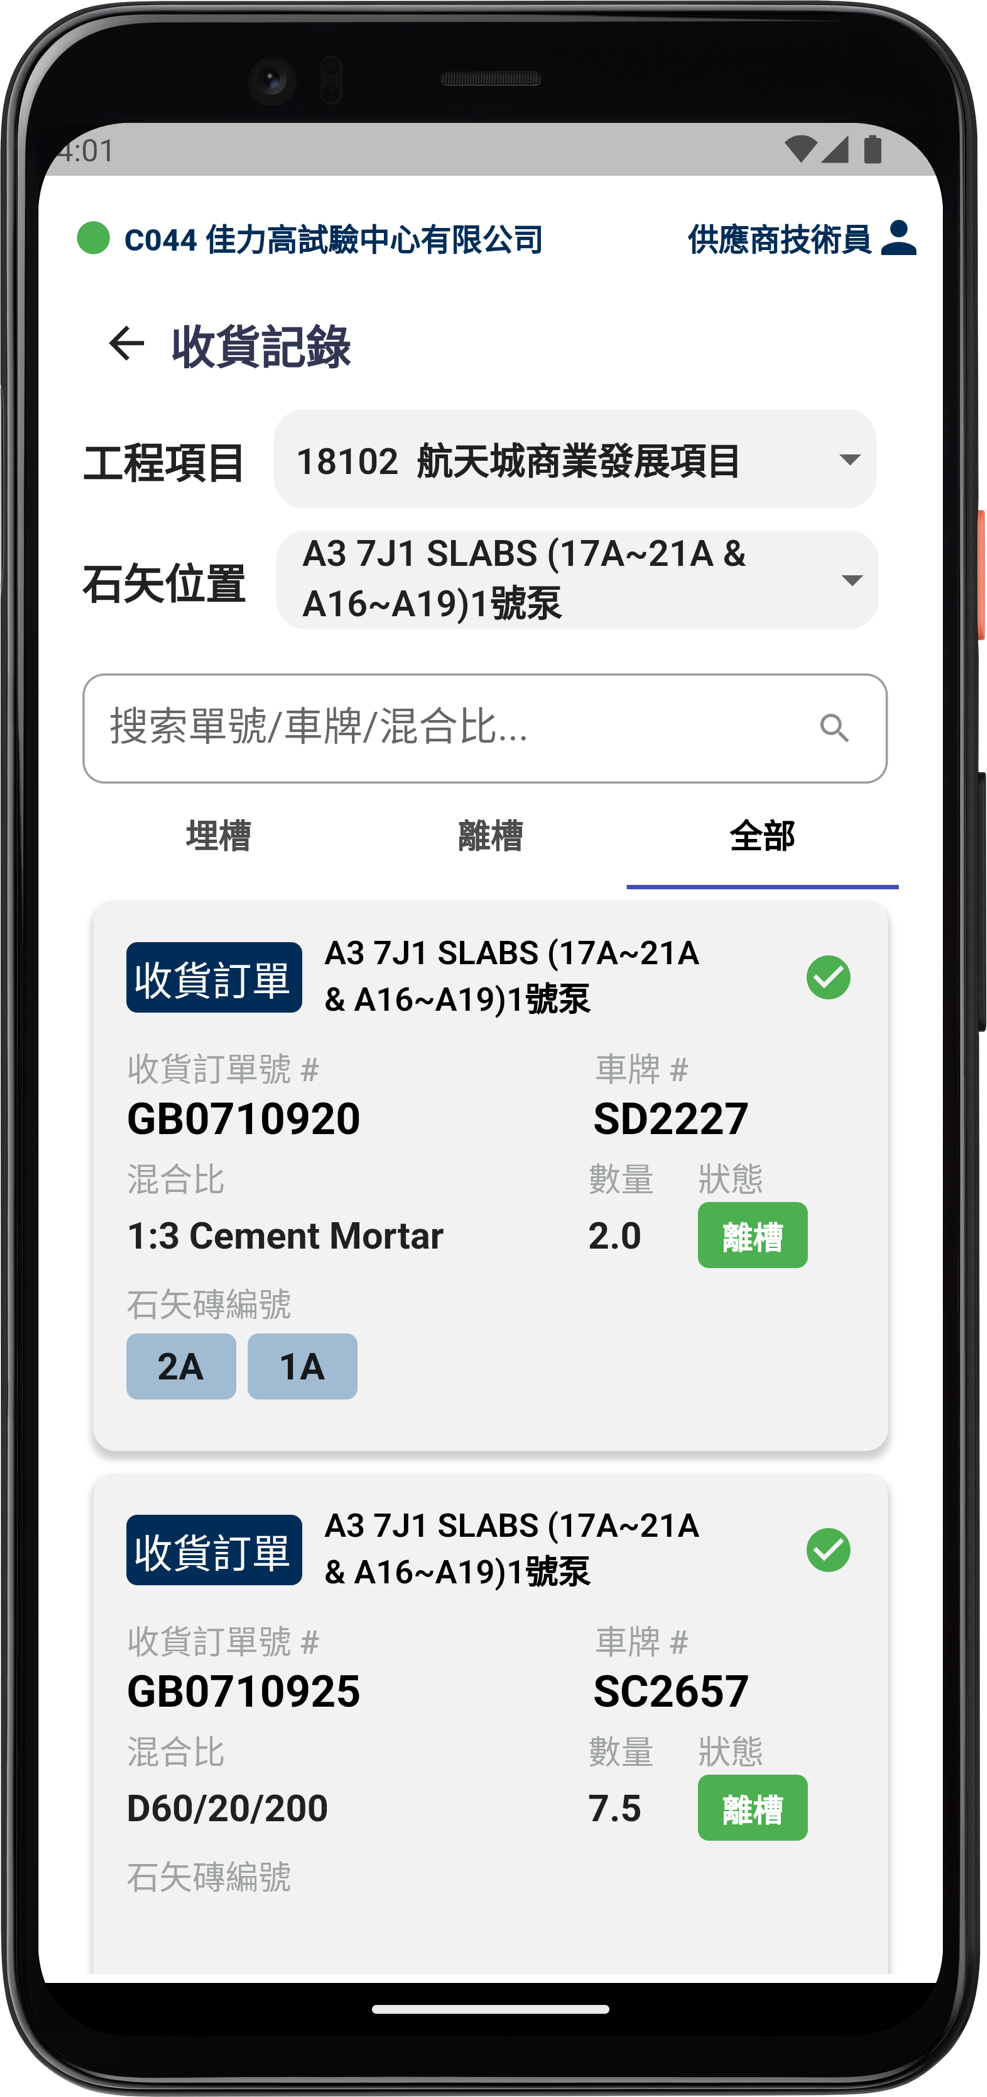 4:01
C044 佳力高試驗中心有限公司 供應商技術員
收貨記錄
工程項目 18102 航天城商業發展項目
石矢位置 A3 7J1 SLABS (17A~21A &
A16~A19)1號泵
搜索單號/車牌/混合比...
埋槽 離槽 全部
收貨訂單 A3 7J1 SLABS (17A~21A
& A16~A19)1號泵
收貨訂單號 # 車牌 #
GB0710920 SD2227
混合比 數量 狀態
1:3 Cement Mortar 2.0 離槽
石矢磚編號
2A 1A
收貨訂單 A3 7J1 SLABS (17A~21A
& A16~A19)1號泵
收貨訂單號 # 車牌 #
GB0710925 SC2657
混合比 數量 狀態
D60/20/200 7.5 離槽
石矢磚編號